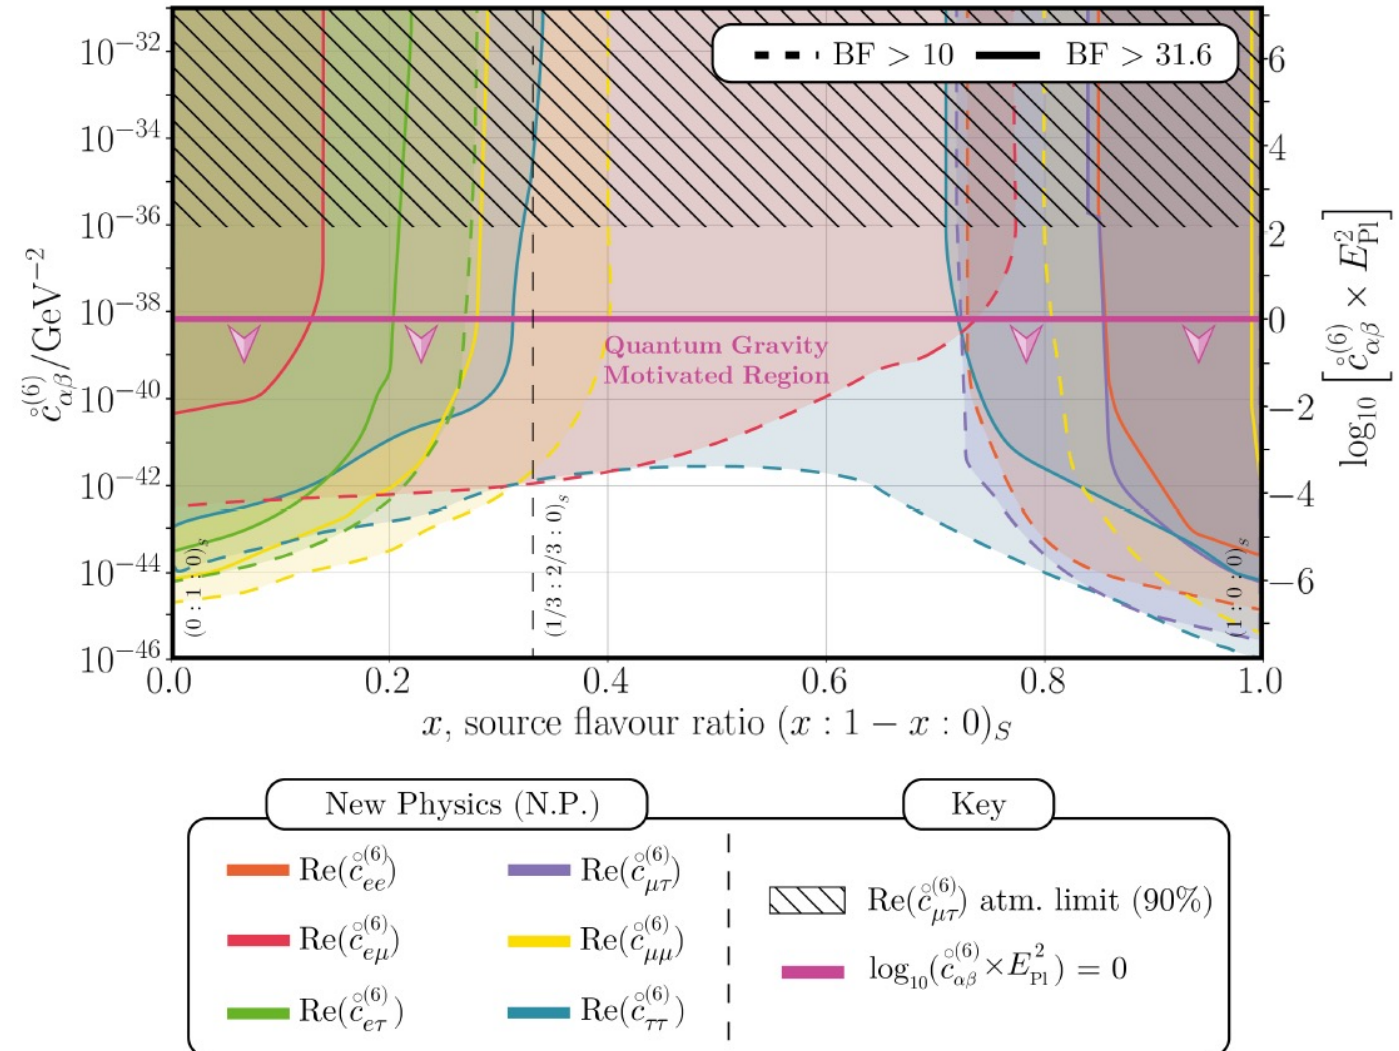 BF > 10 BF > 31.6
10⁻³²
10⁻³⁴
10⁻³⁶
10⁻³⁸
10⁻⁴⁰
10⁻⁴²
10⁻⁴⁴
10⁻⁴⁶
c̊⁽⁶⁾_αβ/GeV⁻²
6
4
2
0
−2
−4
−6
log₁₀ [c̊⁽⁶⁾_αβ × E²_Pl]
Quantum Gravity
Motivated Region
(0 : 1 : 0)_s
(1/3 : 2/3 : 0)_s
(1 : 0 : 0)_s
0.0 0.2 0.4 0.6 0.8 1.0
x, source flavour ratio (x : 1 − x : 0)_S
New Physics (N.P.)
Re(c̊⁽⁶⁾_ee)
Re(c̊⁽⁶⁾_eμ)
Re(c̊⁽⁶⁾_eτ)
Re(c̊⁽⁶⁾_μτ)
Re(c̊⁽⁶⁾_μμ)
Re(c̊⁽⁶⁾_ττ)
Key
Re(c̊⁽⁶⁾_μτ) atm. limit (90%)
log₁₀(c̊⁽⁶⁾_αβ × E²_Pl) = 0